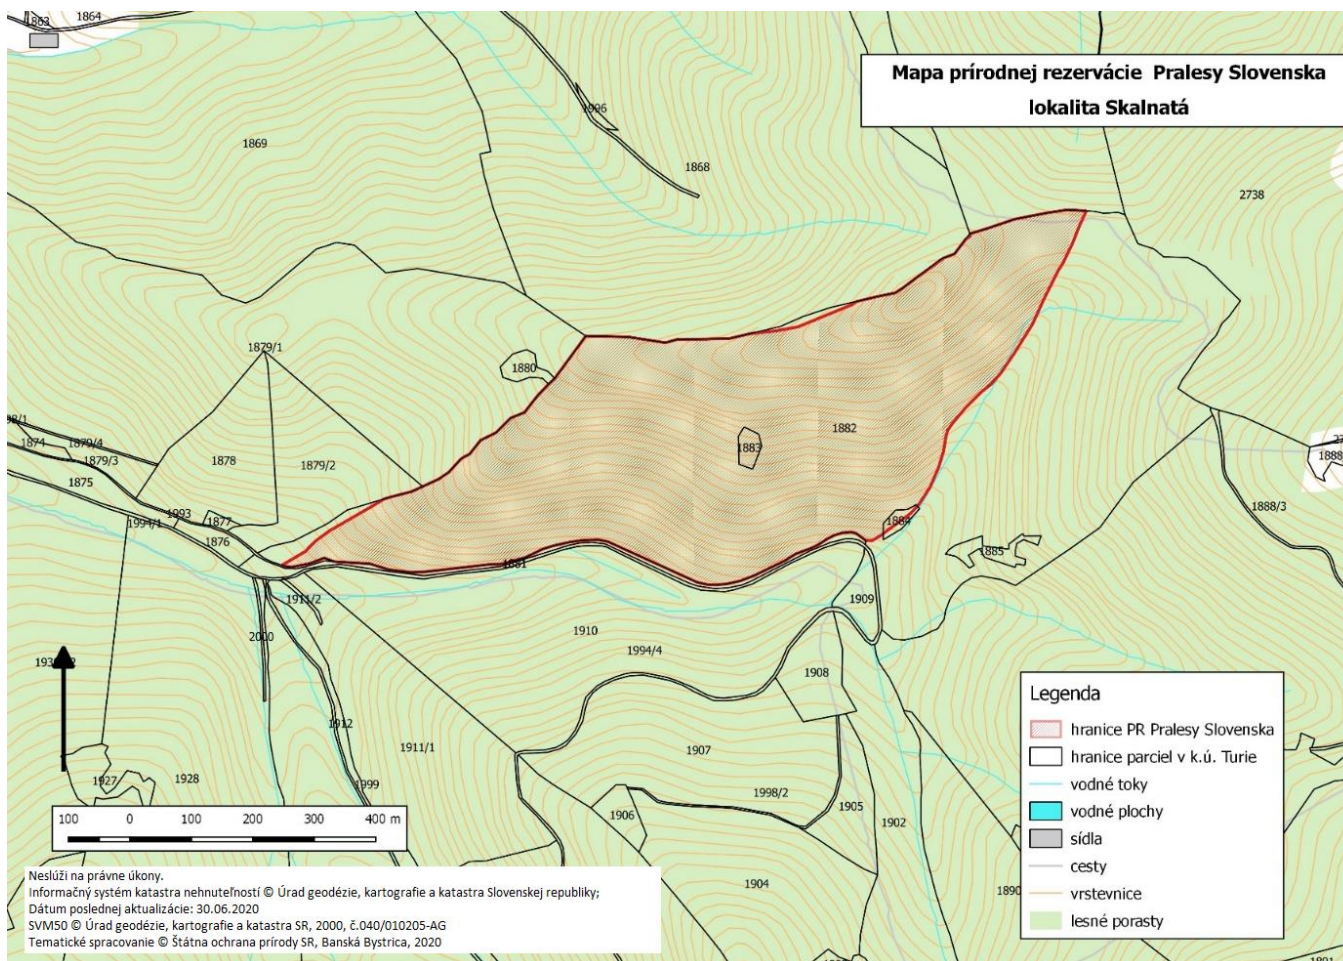 1863
1864
Mapa prírodnej rezervácie Pralesy Slovenska
lokalita Skalnatá
1996
1869
1868
2738
1879/1
1880
1874
1879/4
1879/3
1878
1879/2
1882
1883
1875
1888
1888/3
1994/1
1993
1877
1876
1884
1885
1881
1911/2
1909
2000
1910
1994/4
1908
1912
1911/1
1907
1927
1928
1999
1998/2
1906
1905
1902
1904
Legenda
hranice PR Pralesy Slovenska
hranice parciel v k.ú. Turie
vodné toky
vodné plochy
sídla
cesty
vrstevnice
lesné porasty
100 0 100 200 300 400 m
Neslúži na právne úkony.
Informačný systém katastra nehnuteľností © Úrad geodézie, kartografie a katastra Slovenskej republiky;
Dátum poslednej aktualizácie: 30.06.2020
SVM50 © Úrad geodézie, kartografie a katastra SR, 2000, č.040/010205-AG
Tematické spracovanie © Štátna ochrana prírody SR, Banská Bystrica, 2020